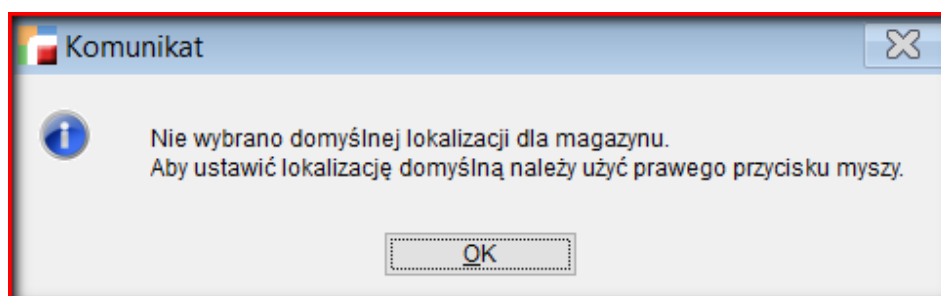 Komunikat
Nie wybrano domyślnej lokalizacji dla magazynu.
Aby ustawić lokalizację domyślną należy użyć prawego przycisku myszy.
OK